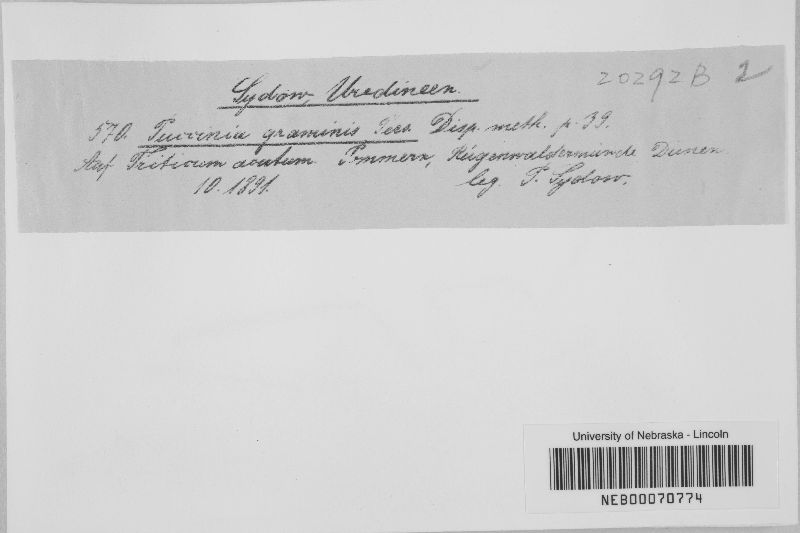 Sydow, Uredineen.
20292B 2
570. Puccinia graminis Pers. Disp. meth. p. 39.
Auf Triticum acutum. Pommern, Rügenwaldermünde Dünen.
10. 1891. leg. P. Sydow.
University of Nebraska - Lincoln
NEB00070774